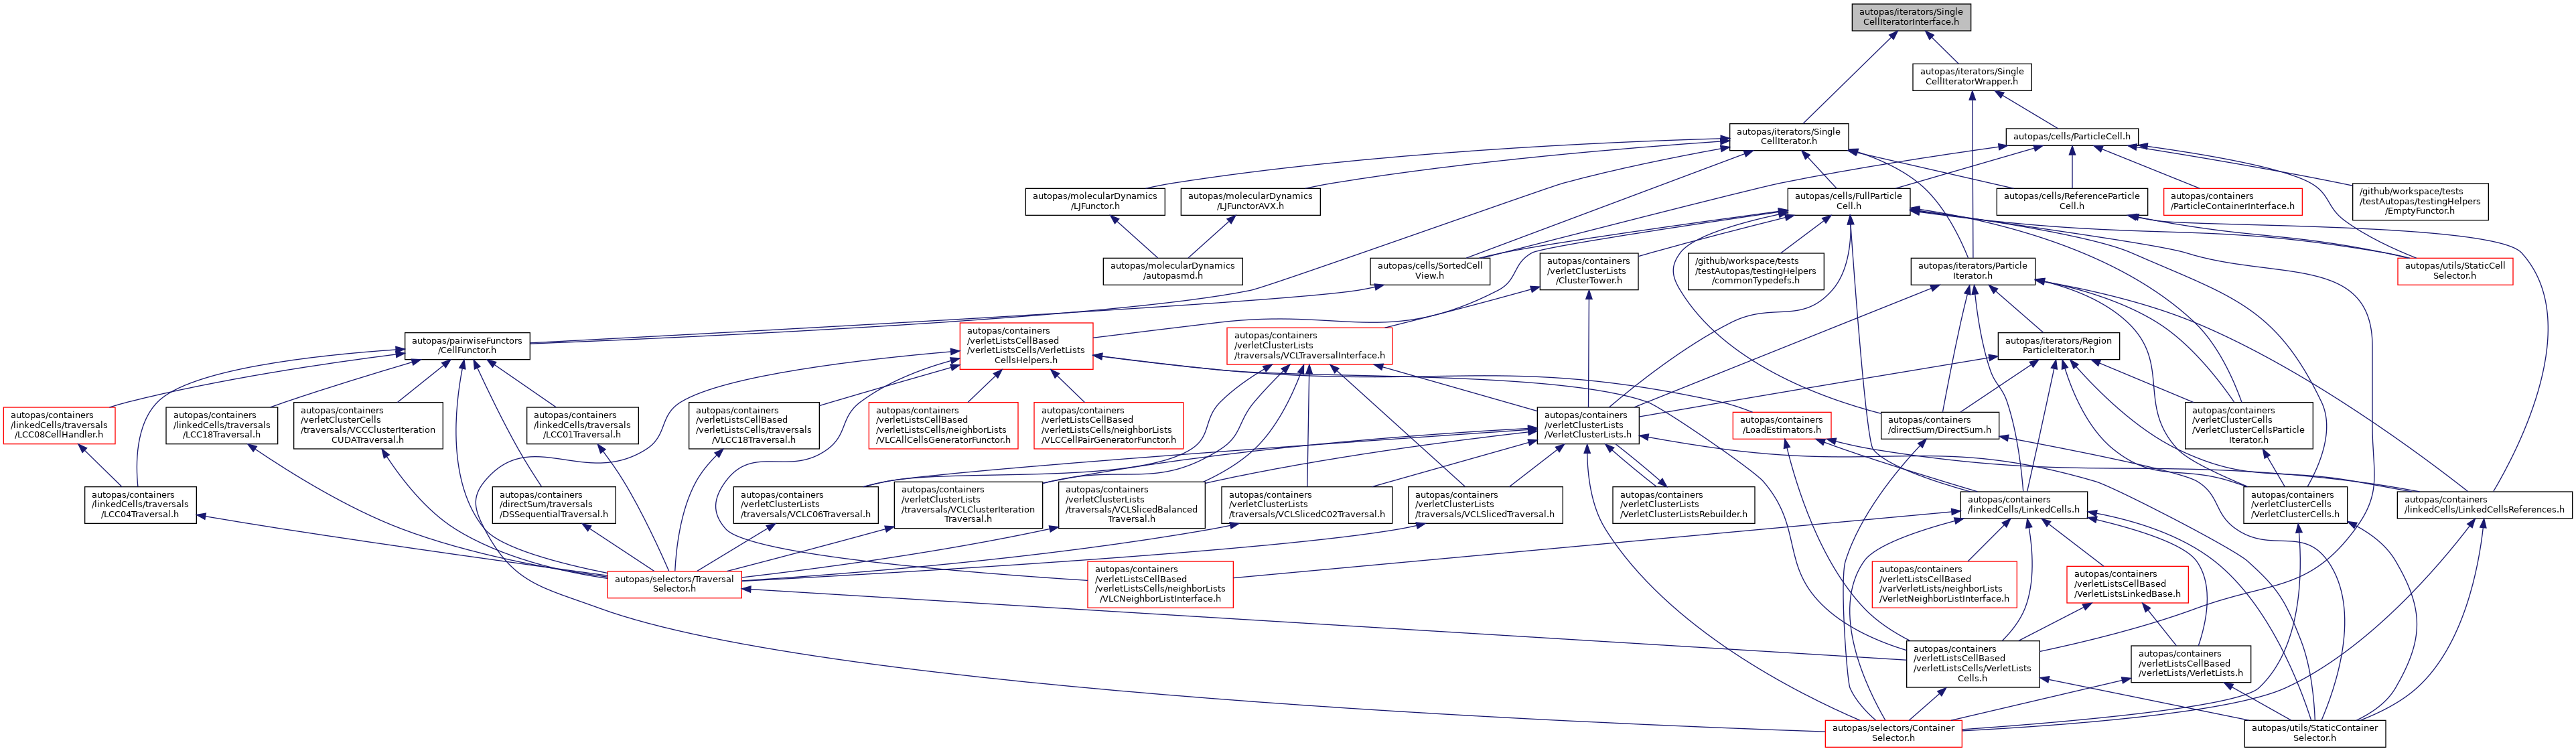 autopas/iterators/Single
CellIteratorInterface.h
autopas/iterators/Single
CellIteratorWrapper.h
autopas/iterators/Single
CellIterator.h
autopas/cells/ParticleCell.h
autopas/molecularDynamics
/LJFunctor.h
autopas/molecularDynamics
/LJFunctorAVX.h
autopas/cells/FullParticle
Cell.h
autopas/cells/ReferenceParticle
Cell.h
autopas/containers
/ParticleContainerInterface.h
/github/workspace/tests
/testAutopas/testingHelpers
/EmptyFunctor.h
autopas/molecularDynamics
/autopasmd.h
autopas/cells/SortedCell
View.h
autopas/containers
/verletClusterLists
/ClusterTower.h
/github/workspace/tests
/testAutopas/testingHelpers
/commonTypedefs.h
autopas/iterators/Particle
Iterator.h
autopas/utils/StaticCell
Selector.h
autopas/pairwiseFunctors
/CellFunctor.h
autopas/containers
/verletListsCellBased
/verletListsCells/VerletLists
CellsHelpers.h
autopas/containers
/verletClusterLists
/traversals/VCLTraversalInterface.h
autopas/iterators/Region
ParticleIterator.h
autopas/containers
/linkedCells/traversals
/LCC08CellHandler.h
autopas/containers
/linkedCells/traversals
/LCC18Traversal.h
autopas/containers
/verletClusterCells
/traversals/VCCClusterIteration
CUDATraversal.h
autopas/containers
/linkedCells/traversals
/LCC01Traversal.h
autopas/containers
/verletListsCellBased
/verletListsCells/traversals
/VLCC18Traversal.h
autopas/containers
/verletListsCellBased
/verletListsCells/neighborLists
/VLCAllCellsGeneratorFunctor.h
autopas/containers
/verletListsCellBased
/verletListsCells/neighborLists
/VLCCellPairGeneratorFunctor.h
autopas/containers
/verletClusterLists
/VerletClusterLists.h
autopas/containers
/LoadEstimators.h
autopas/containers
/directSum/DirectSum.h
autopas/containers
/verletClusterCells
/VerletClusterCellsParticle
Iterator.h
autopas/containers
/linkedCells/traversals
/LCC04Traversal.h
autopas/containers
/directSum/traversals
/DSSequentialTraversal.h
autopas/containers
/verletClusterLists
/traversals/VCLC06Traversal.h
autopas/containers
/verletClusterLists
/traversals/VCLClusterIteration
Traversal.h
autopas/containers
/verletClusterLists
/traversals/VCLSlicedBalanced
Traversal.h
autopas/containers
/verletClusterLists
/traversals/VCLSlicedC02Traversal.h
autopas/containers
/verletClusterLists
/traversals/VCLSlicedTraversal.h
autopas/containers
/verletClusterLists
/VerletClusterListsRebuilder.h
autopas/containers
/linkedCells/LinkedCells.h
autopas/containers
/verletClusterCells
/VerletClusterCells.h
autopas/containers
/linkedCells/LinkedCellsReferences.h
autopas/selectors/Traversal
Selector.h
autopas/containers
/verletListsCellBased
/verletListsCells/neighborLists
/VLCNeighborListInterface.h
autopas/containers
/verletListsCellBased
/varVerletLists/neighborLists
/VerletNeighborListInterface.h
autopas/containers
/verletListsCellBased
/VerletListsLinkedBase.h
autopas/containers
/verletListsCellBased
/verletListsCells/VerletLists
Cells.h
autopas/containers
/verletListsCellBased
/verletLists/VerletLists.h
autopas/selectors/Container
Selector.h
autopas/utils/StaticContainer
Selector.h